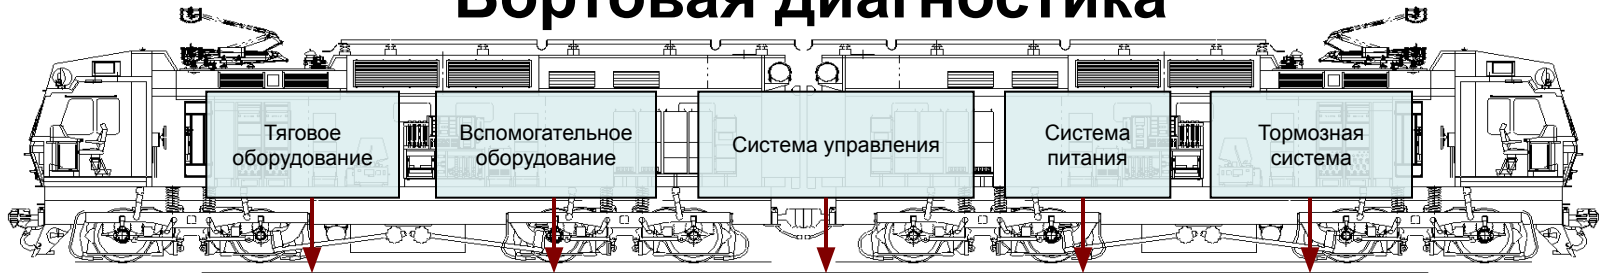 Бортовая диагностика
Тяговое
оборудование
Вспомогательное
оборудование
Система управления
Система
питания
Тормозная
система